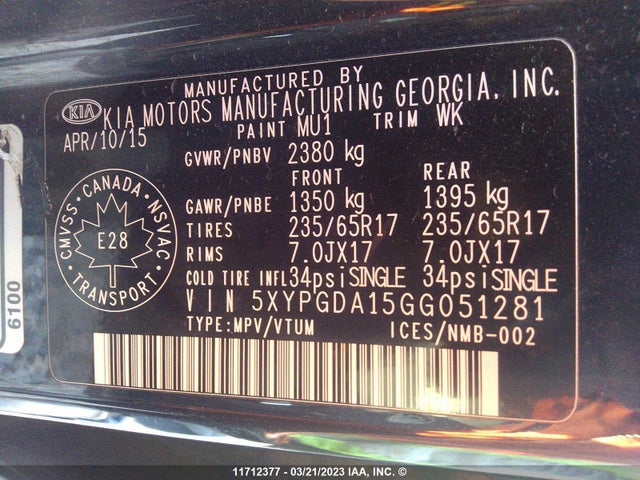 MANUFACTURED BY
KIA KIA MOTORS MANUFACTURING GEORGIA, INC.
APR/10/15 PAINT MU1 TRIM WK
GVWR/PNBV 2380 kg
FRONT REAR
GAWR/PNBE 1350 kg 1395 kg
TIRES 235/65R17 235/65R17
RIMS 7.0JX17 7.0JX17
COLD TIRE INFL 34psi SINGLE 34psi SINGLE
VIN 5XYPGDA15GG051281
TYPE:MPV/VTUM ICES/NMB-002
CMVSS · CANADA · NSVAC · TRANSPORT ·
E28
6100
11712377 - 03/21/2023 IAA, INC. ©